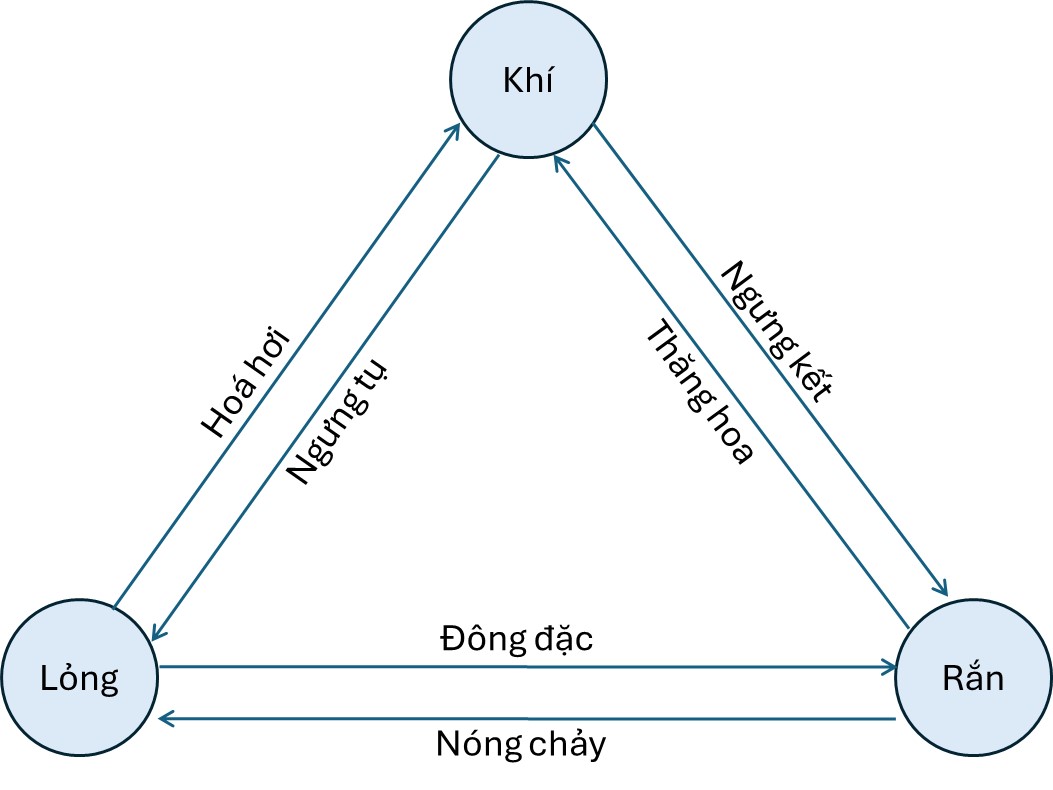 Khí
Hoá hơi
Ngưng tụ
Thăng hoa
Ngưng kết
Lỏng
Đông đặc
Nóng chảy
Rắn